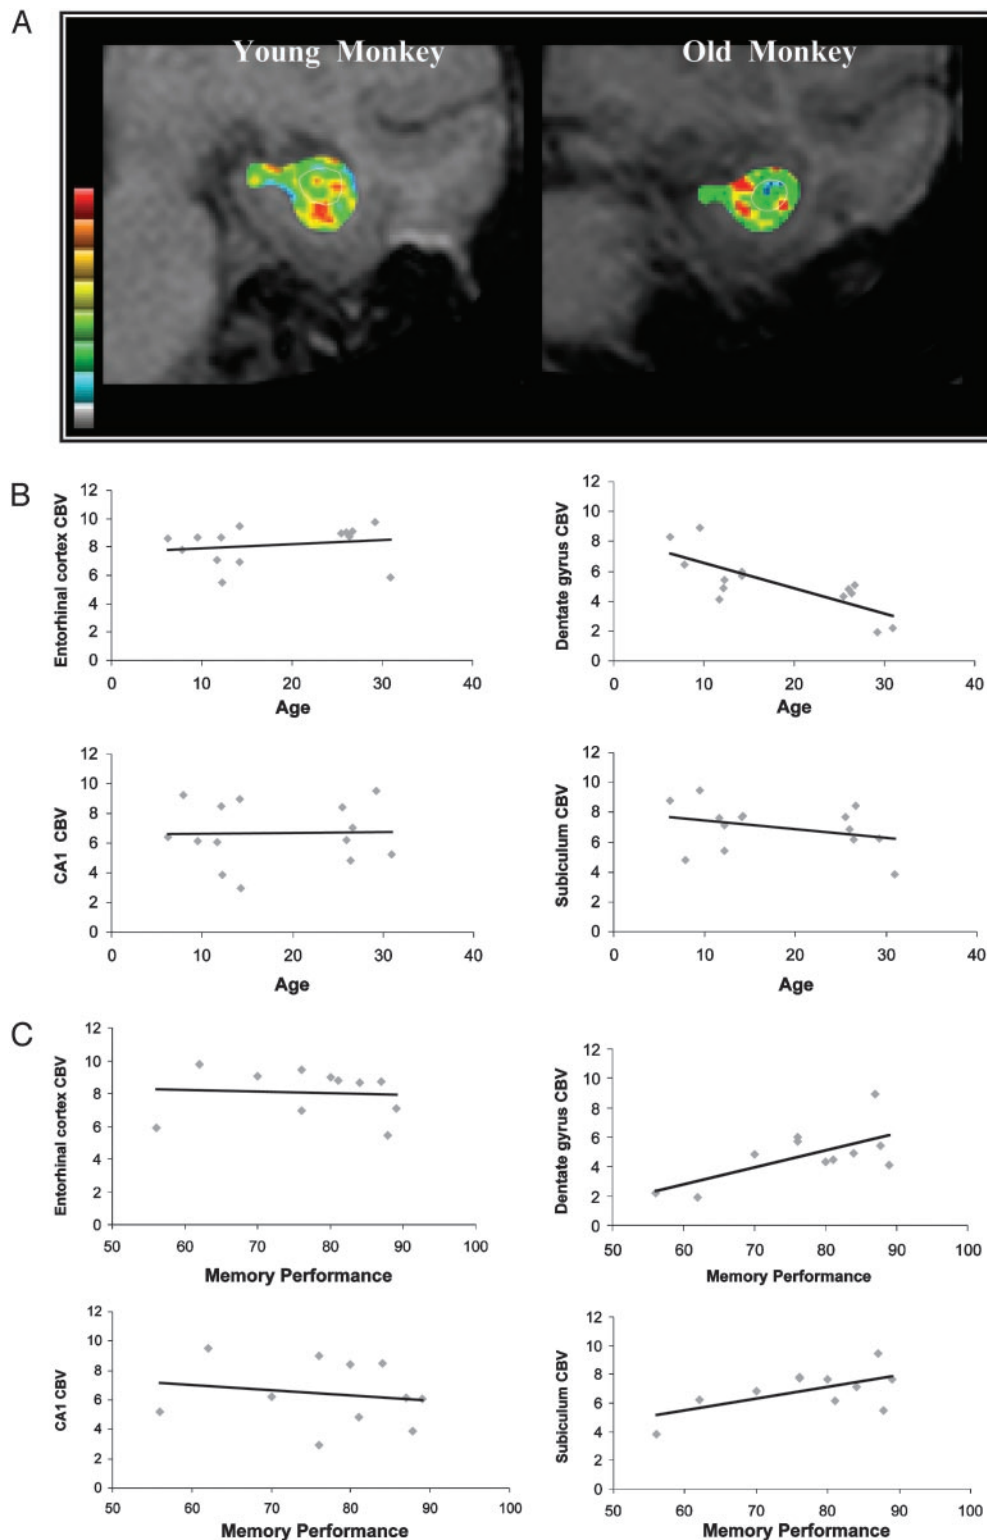 A
Young Monkey
Old Monkey
B
Entorhinal cortex CBV
12
10
8
6
4
2
0
0 10 20 30 40
Age
Dentate gyrus CBV
12
10
8
6
4
2
0
0 10 20 30 40
Age
CA1 CBV
12
10
8
6
4
2
0
0 10 20 30 40
Age
Subiculum CBV
12
10
8
6
4
2
0
0 10 20 30 40
Age
C
Entorhinal cortex CBV
12
10
8
6
4
2
0
50 60 70 80 90 100
Memory Performance
Dentate gyrus CBV
12
10
8
6
4
2
0
50 60 70 80 90 100
Memory Performance
CA1 CBV
12
10
8
6
4
2
0
50 60 70 80 90 100
Memory Performance
Subiculum CBV
12
10
8
6
4
2
0
50 60 70 80 90 100
Memory Performance